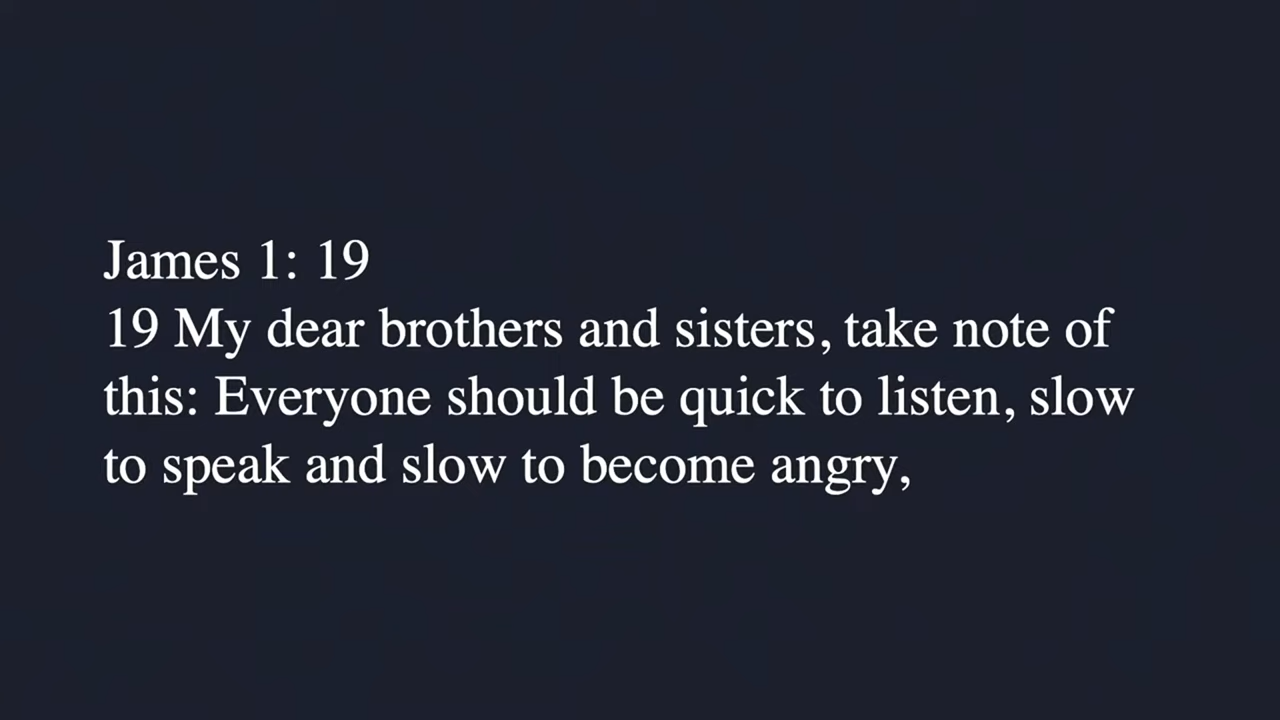 James 1: 19
19 My dear brothers and sisters, take note of
this: Everyone should be quick to listen, slow
to speak and slow to become angry,